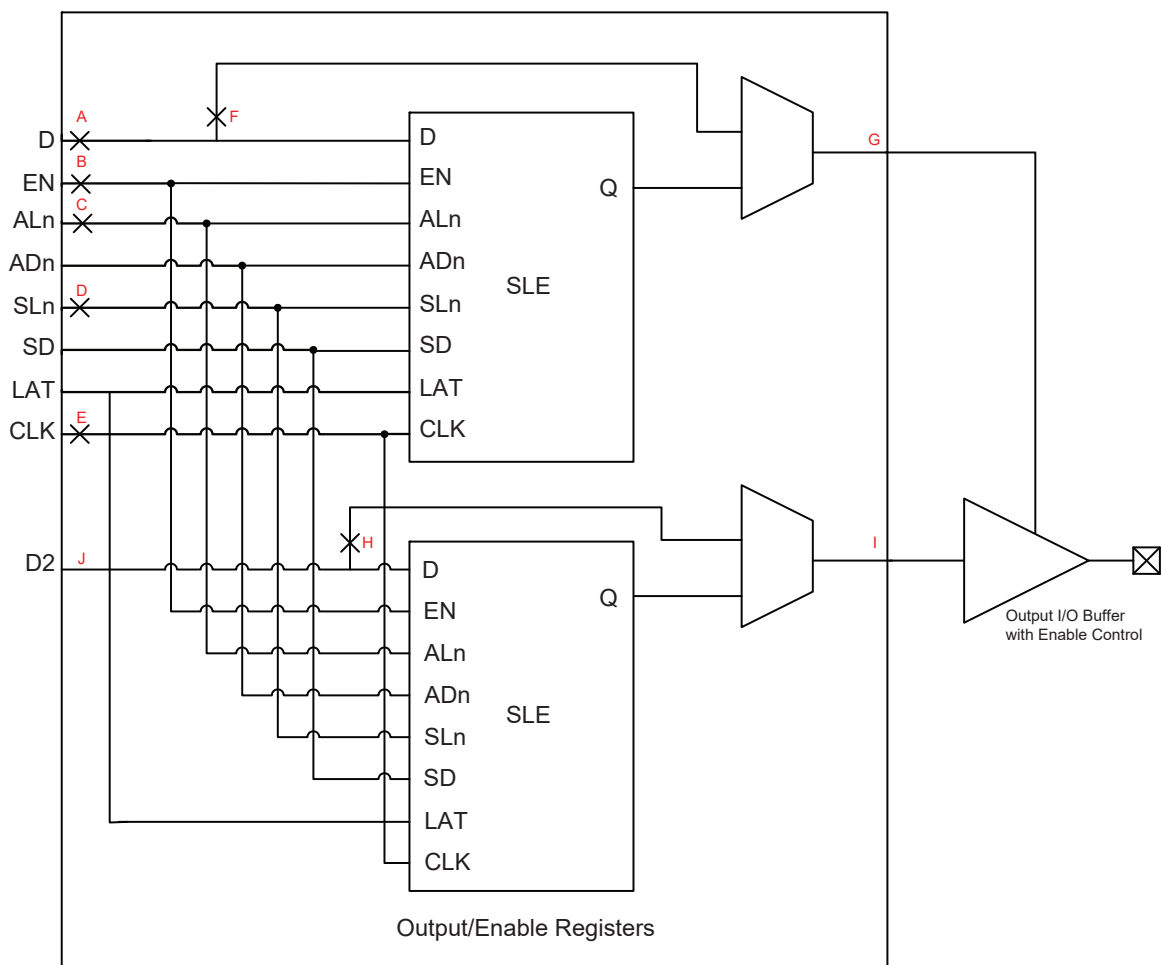 A
F
D
D
G
B
EN
EN
Q
C
ALn
ALn
ADn
ADn
SLE
D
SLn
SLn
SD
SD
LAT
LAT
E
CLK
CLK
H
I
J
D2
D
Q
EN
Output I/O Buffer
with Enable Control
ALn
ADn
SLE
SLn
SD
LAT
CLK
Output/Enable Registers